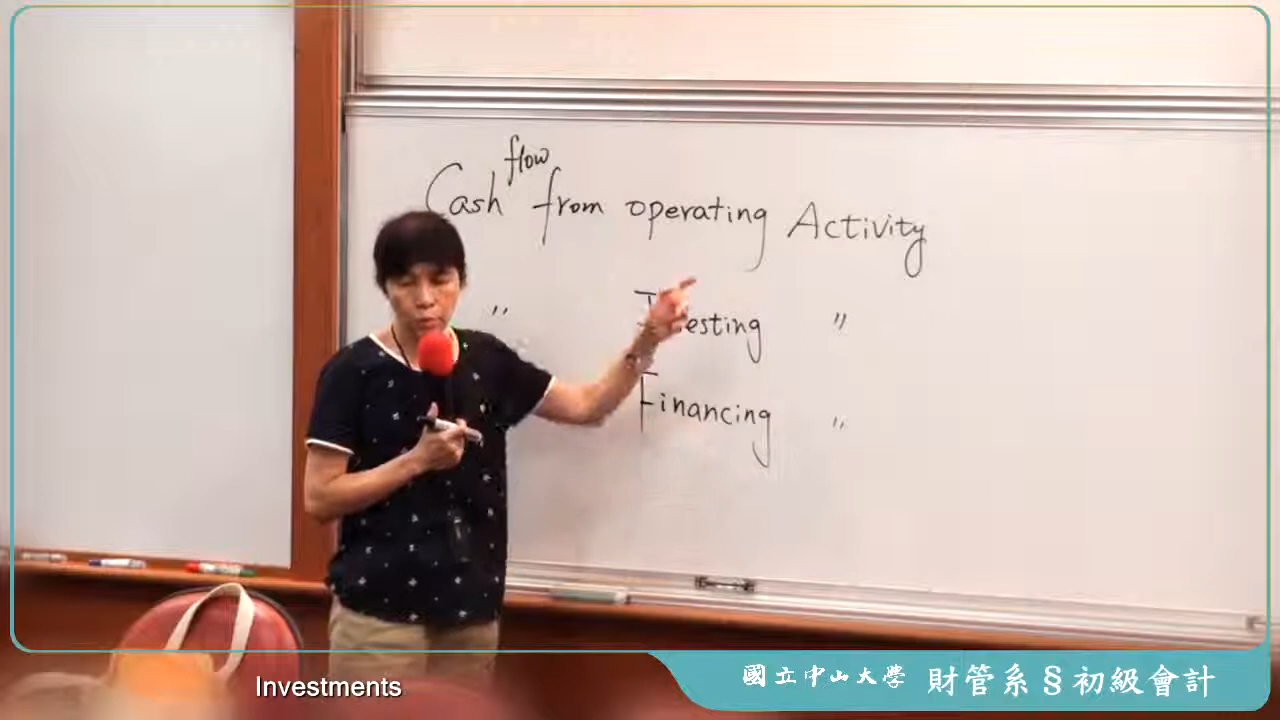 flow
Cash from operating Activity
" Investing "
Financing "
Investments
國立中山大學 財管系§初級會計